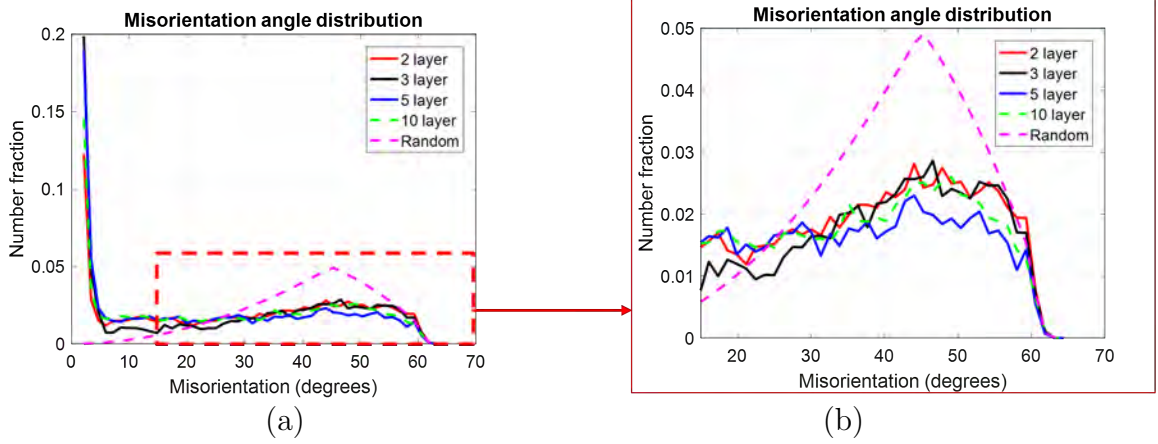 Misorientation angle distribution
0.2
0.15
0.1
0.05
0
Number fraction
2 layer
3 layer
5 layer
10 layer
Random
0 10 20 30 40 50 60 70
Misorientation (degrees)
(a)
Misorientation angle distribution
0.05
0.04
0.03
0.02
0.01
0
Number fraction
2 layer
3 layer
5 layer
10 layer
Random
20 30 40 50 60 70
Misorientation (degrees)
(b)